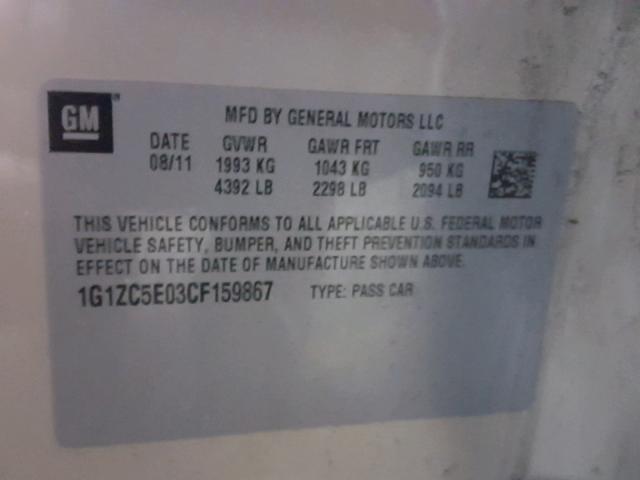 GM
MFD BY GENERAL MOTORS LLC
DATE GVWR GAWR FRT GAWR RR
08/11 1993 KG 1043 KG 950 KG
4392 LB 2298 LB 2094 LB
THIS VEHICLE CONFORMS TO ALL APPLICABLE U.S. FEDERAL MOTOR
VEHICLE SAFETY, BUMPER, AND THEFT PREVENTION STANDARDS IN
EFFECT ON THE DATE OF MANUFACTURE SHOWN ABOVE.
1G1ZC5E03CF159867 TYPE: PASS CAR